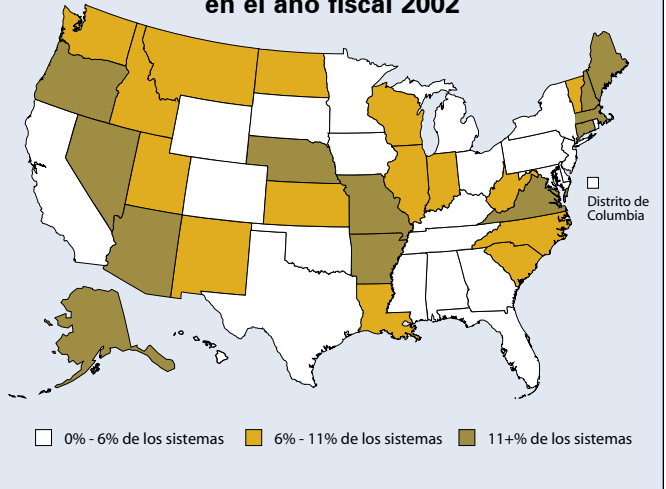 en el año fiscal 2002
Distrito de
Columbia
0% - 6% de los sistemas
6% - 11% de los sistemas
11+% de los sistemas